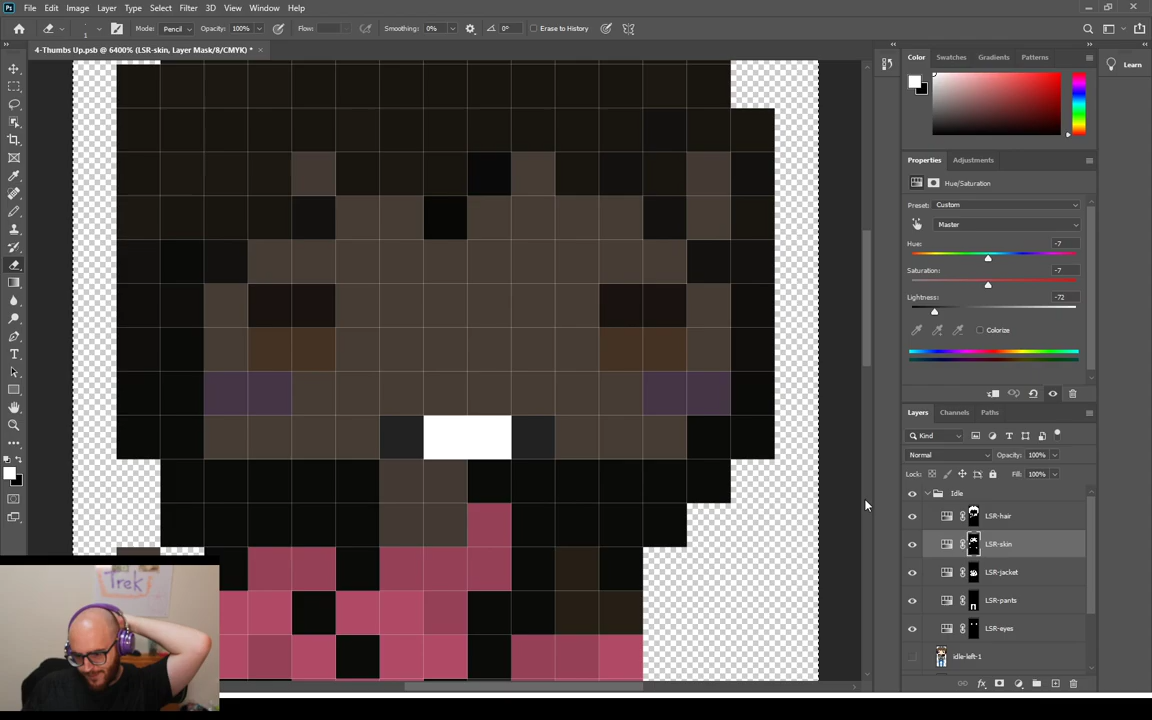 Ps File Edit Image Layer Type Select Filter 3D View Window Help
1 Mode: Pencil Opacity: 100% Flow: Smoothing: 0% 0° Erase to History
4-Thumbs Up.psb @ 6400% (LSR-skin, Layer Mask/8/CMYK) * ×
Color Swatches Gradients Patterns
Learn
Properties Adjustments
Hue/Saturation
Preset: Custom
Master
Hue: -7
Saturation: -7
Lightness: -72
Colorize
Layers Channels Paths
Kind
Normal Opacity: 100%
Lock: Fill: 100%
Idle
LSR-hair
LSR-skin
LSR-jacket
LSR-pants
LSR-eyes
idle-left-1
fx
Trek